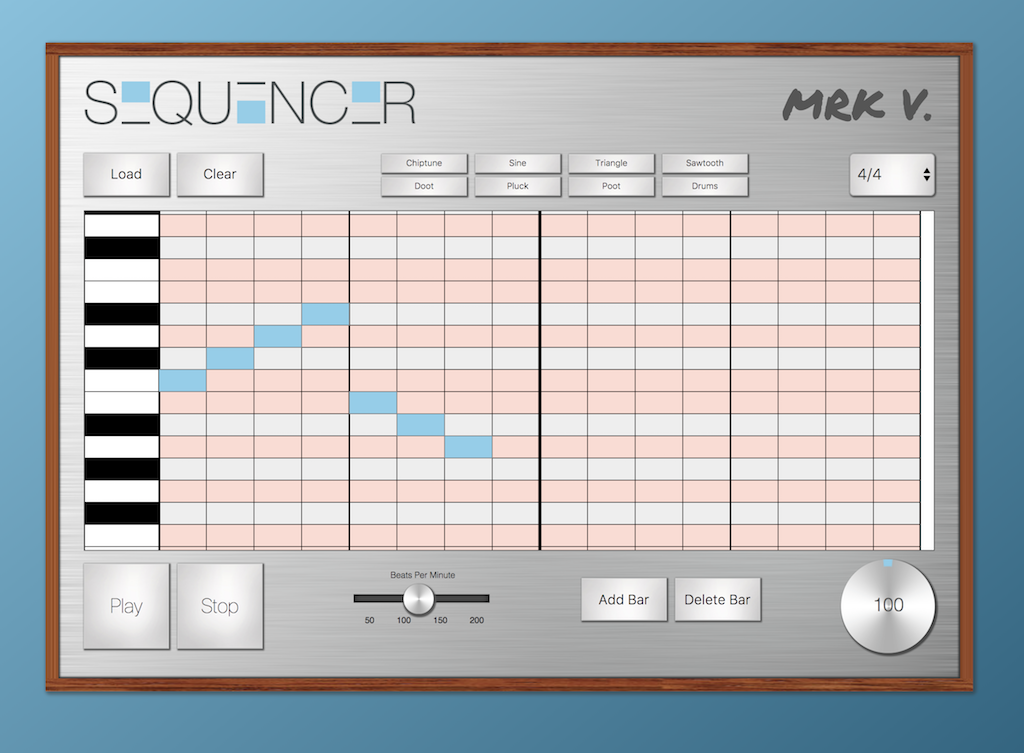 SEQUENCER
MRK V.
Load
Clear
Chiptune
Sine
Triangle
Sawtooth
4/4
Doot
Pluck
Poot
Drums
Play
Stop
Beats Per Minute
50 100 150 200
Add Bar
Delete Bar
100